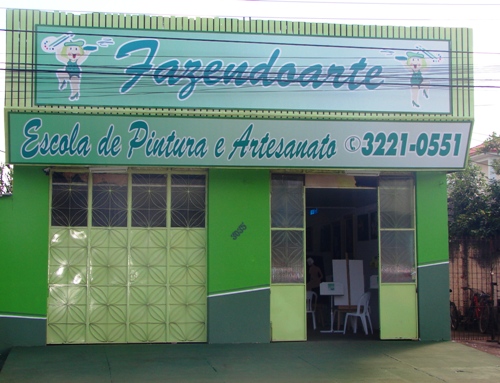 Fazendoarte
Escola de Pintura e Artesanato 3221-0551